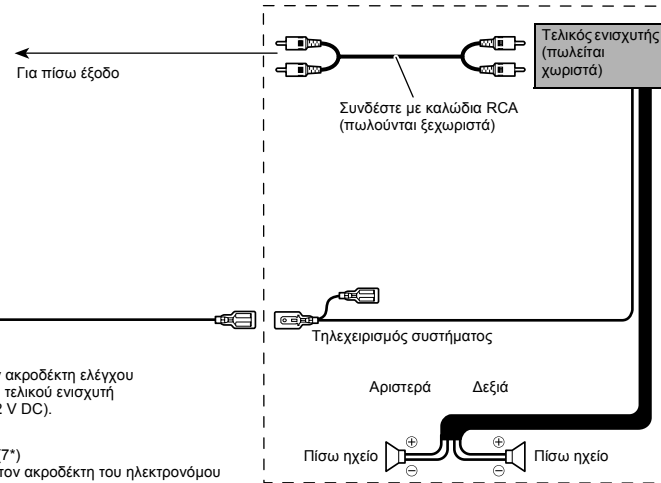 Τελικός ενισχυτής
(πωλείται
χωριστά)
Για πίσω έξοδο
Συνδέστε με καλώδια RCA
(πωλούνται ξεχωριστά)
Τηλεχειρισμός συστήματος
ακροδέκτη ελέγχου
τελικού ενισχυτή
V DC).
Αριστερά Δεξιά
7*)
τον ακροδέκτη του ηλεκτρονόμου
Πίσω ηχείο ⊕ ⊖ ⊕ ⊖ Πίσω ηχείο